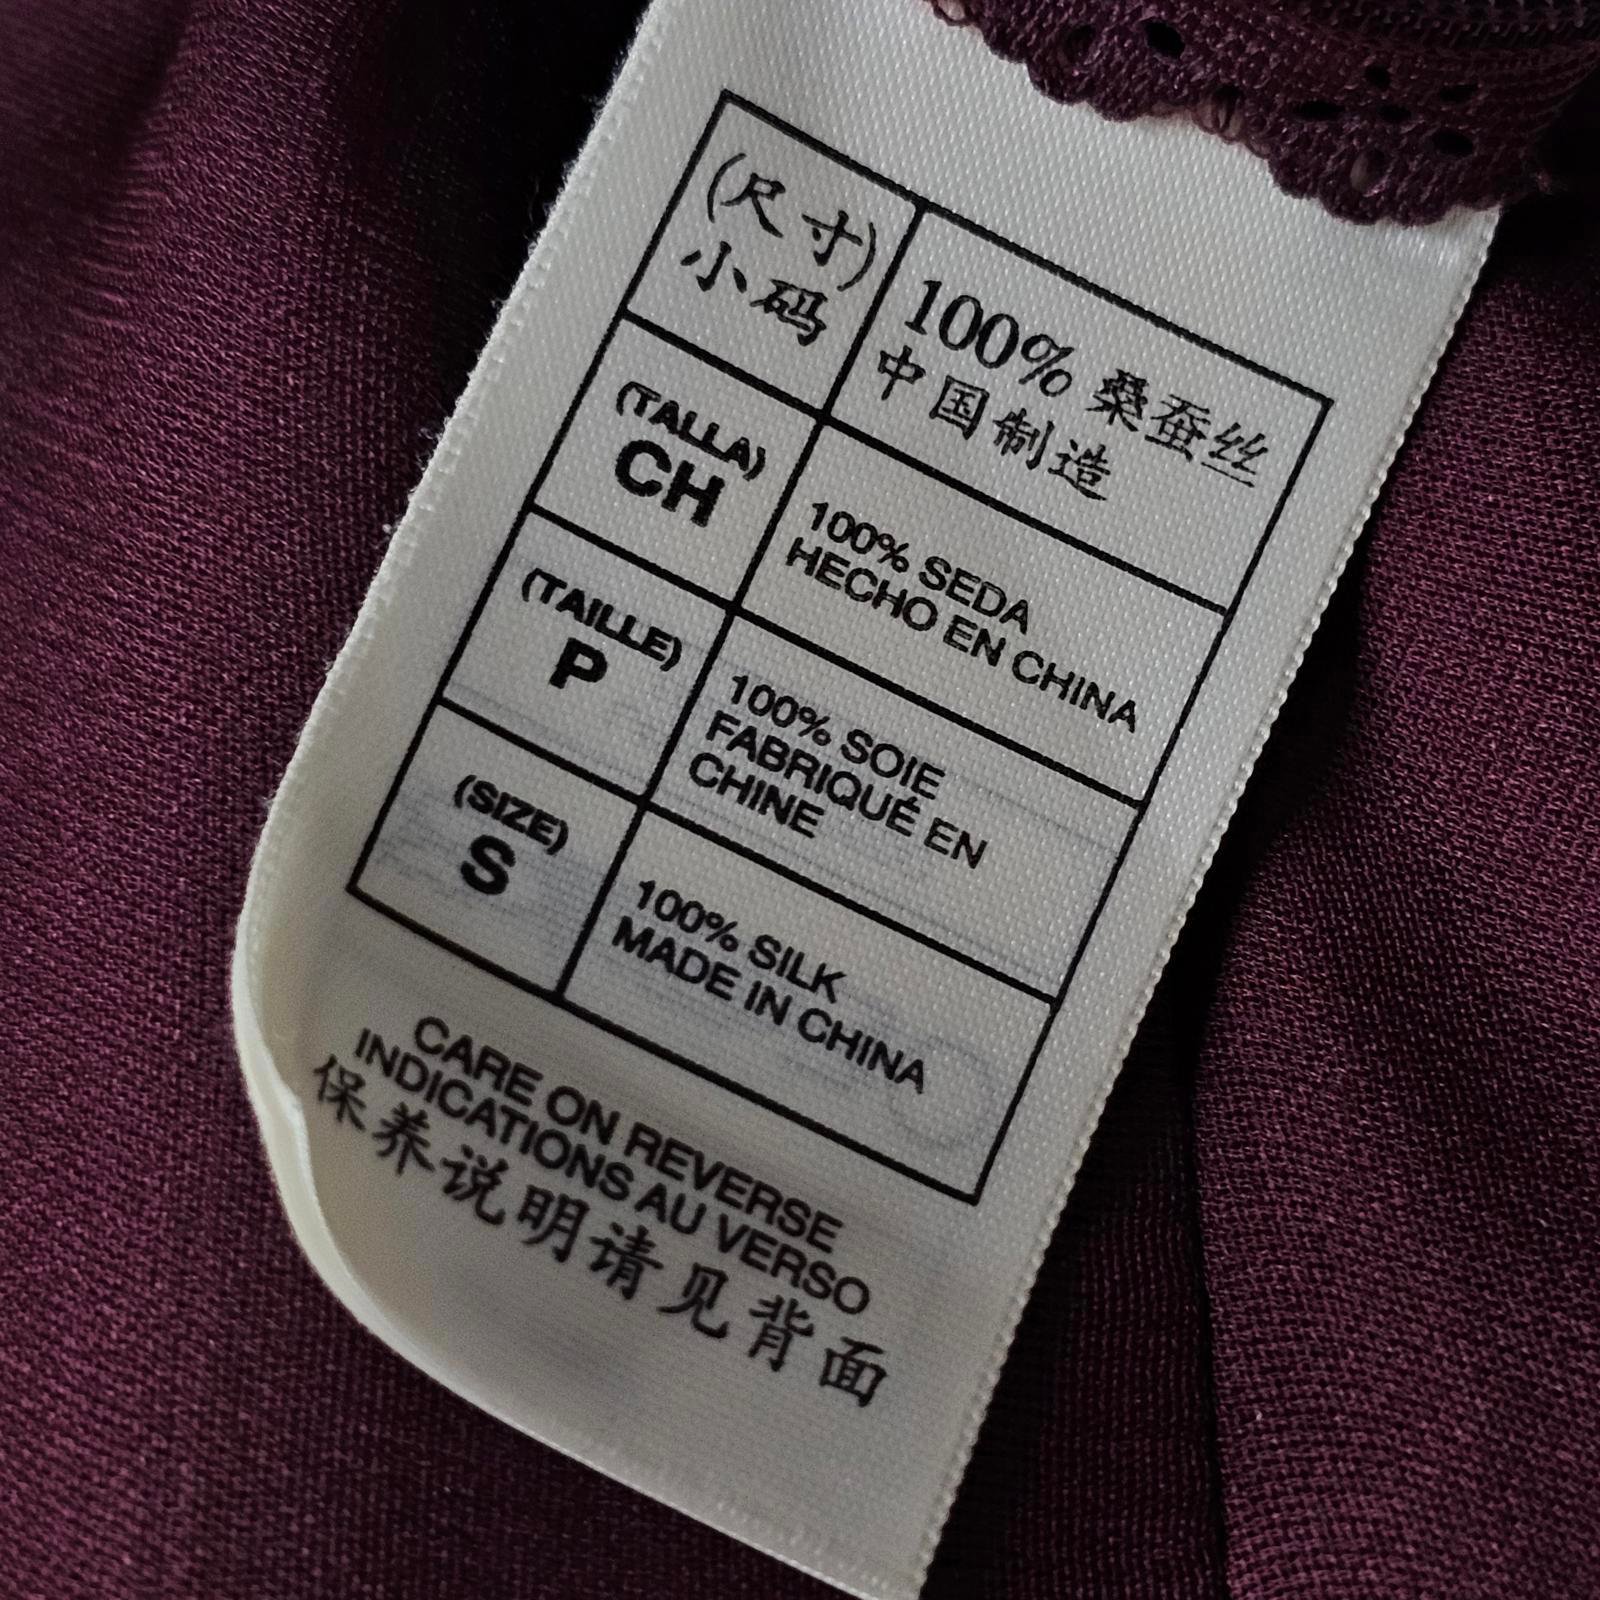 (尺寸)
小码
100% 桑蚕丝
中国制造
(TALLA)
CH
100% SEDA
HECHO EN CHINA
(TAILLE)
P
100% SOIE
FABRIQUÉ EN
CHINE
(SIZE)
S
100% SILK
MADE IN CHINA
CARE ON REVERSE
INDICATIONS AU VERSO
保养说明请见背面